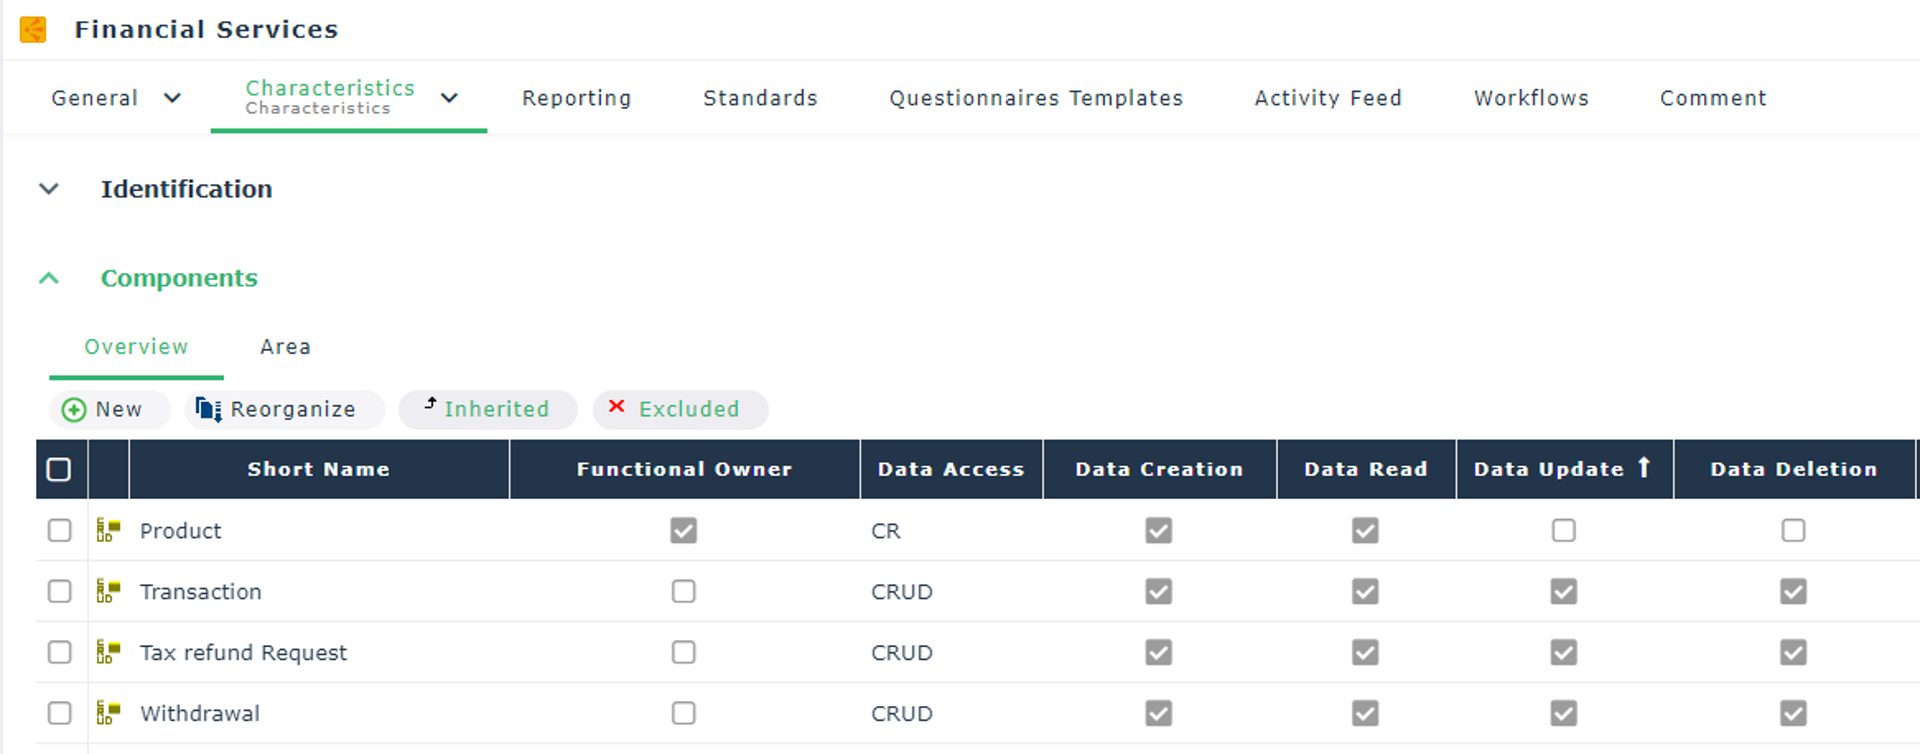 Financial Services
General Characteristics Reporting Standards Questionnaires Templates Activity Feed Workflows Comment
Characteristics
Identification
Components
Overview Area
New Reorganize Inherited Excluded
Short Name Functional Owner Data Access Data Creation Data Read Data Update ↑ Data Deletion
Product CR
Transaction CRUD
Tax refund Request CRUD
Withdrawal CRUD